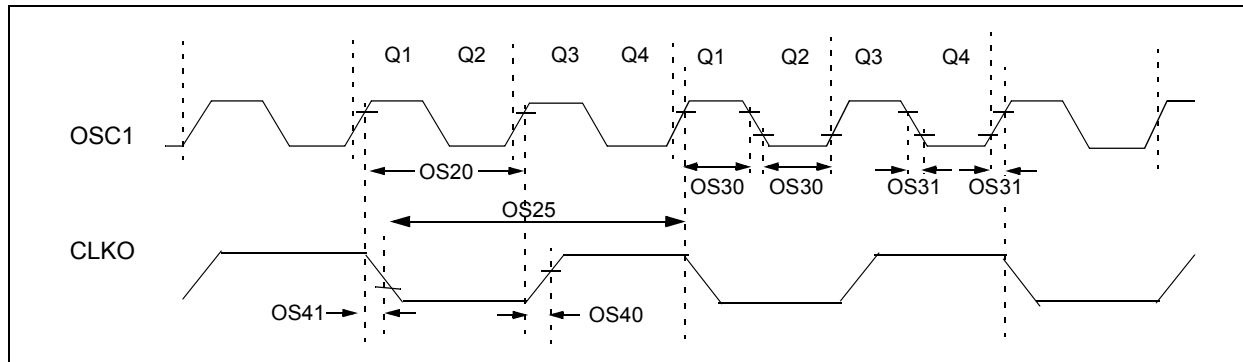 Q1 Q2 Q3 Q4 Q1 Q2 Q3 Q4
OSC1
OS20 OS30 OS30 OS31 OS31
OS25
CLKO
OS41 OS40